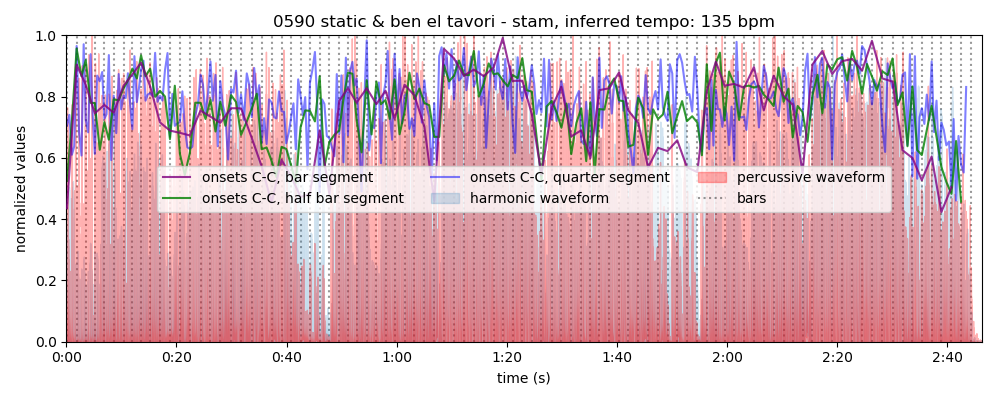 0590 static & ben el tavori - stam, inferred tempo: 135 bpm
1.0
0.8
0.6
0.4
0.2
0.0
normalized values
onsets C-C, bar segment
onsets C-C, half bar segment
onsets C-C, quarter segment
harmonic waveform
percussive waveform
bars
0:00 0:20 0:40 1:00 1:20 1:40 2:00 2:20 2:40
time (s)